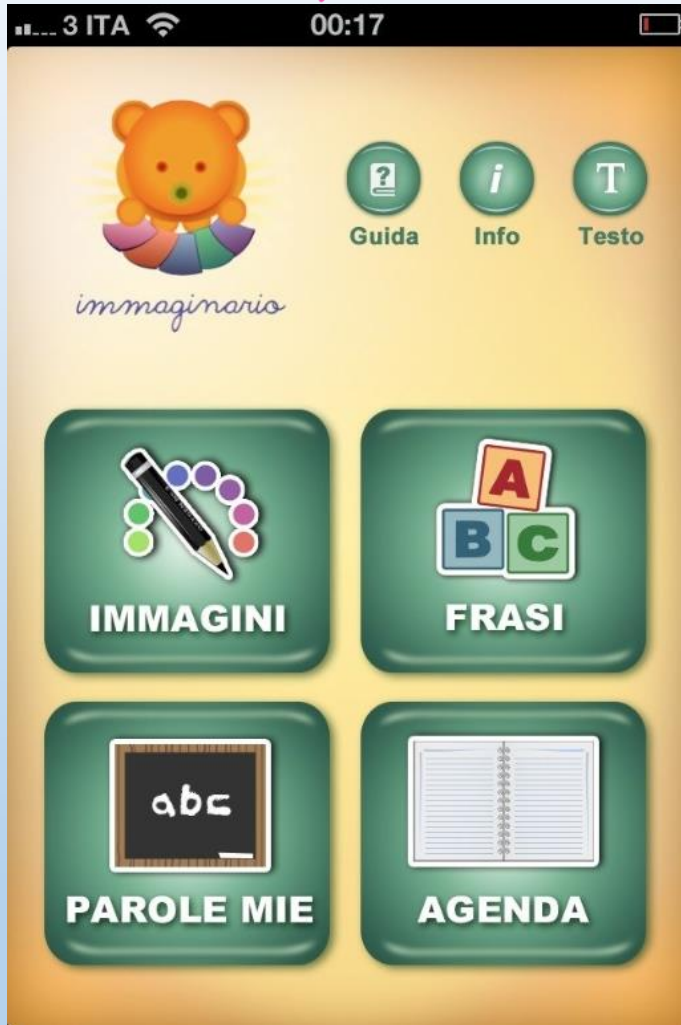 3 ITA 00:17
?
i
T
Guida Info Testo
immaginario
A
B C
IMMAGINI FRASI
abc
PAROLE MIE AGENDA